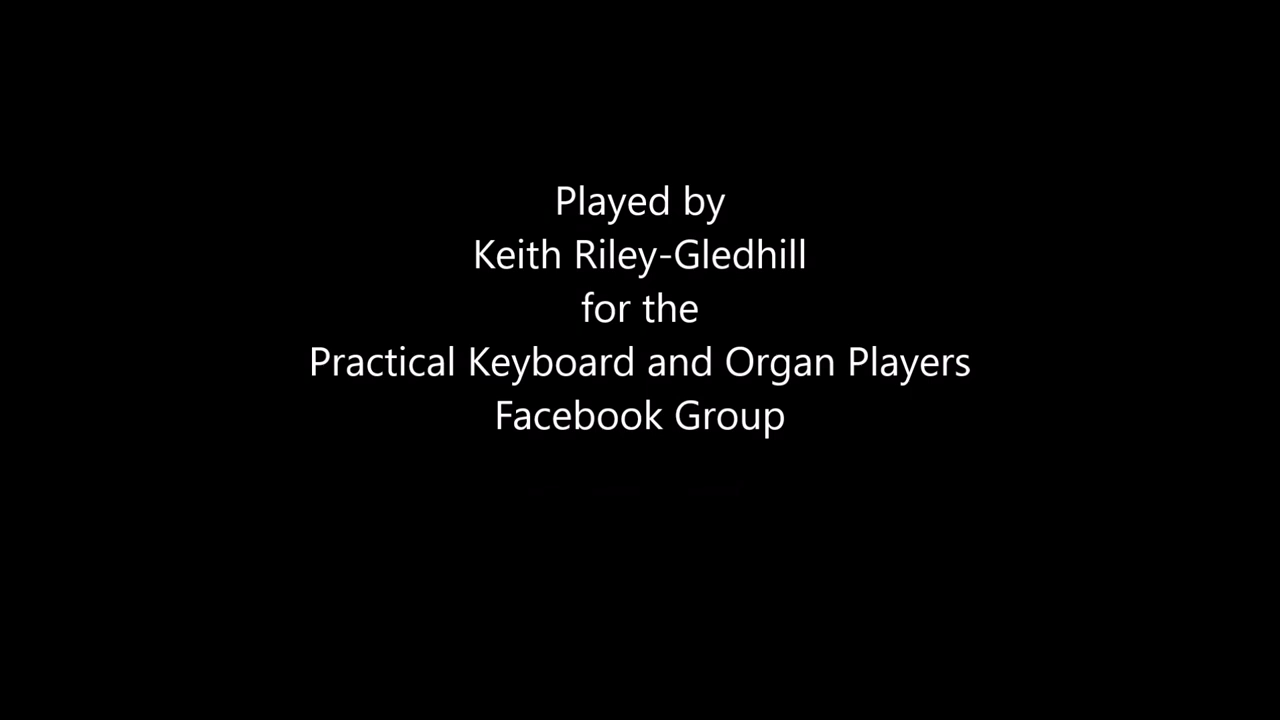 Played by
Keith Riley-Gledhill
for the
Practical Keyboard and Organ Players
Facebook Group